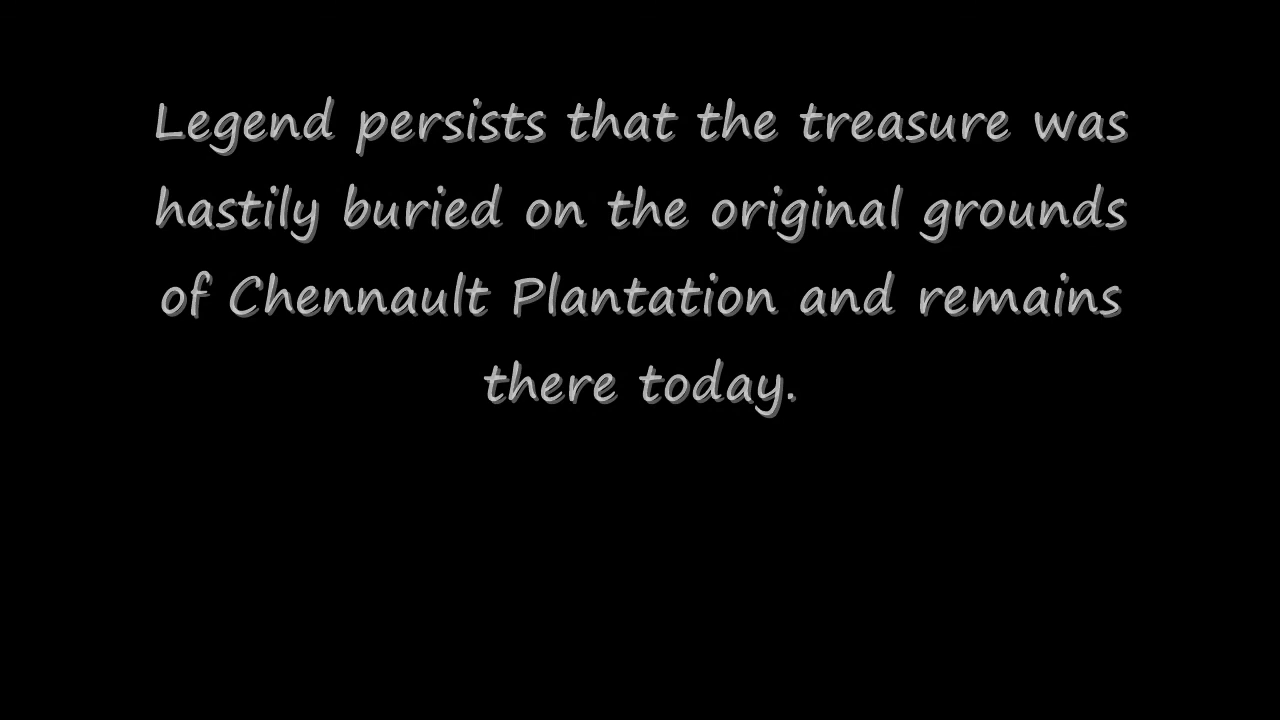 Legend persists that the treasure was
hastily buried on the original grounds
of Chennault Plantation and remains
there today.